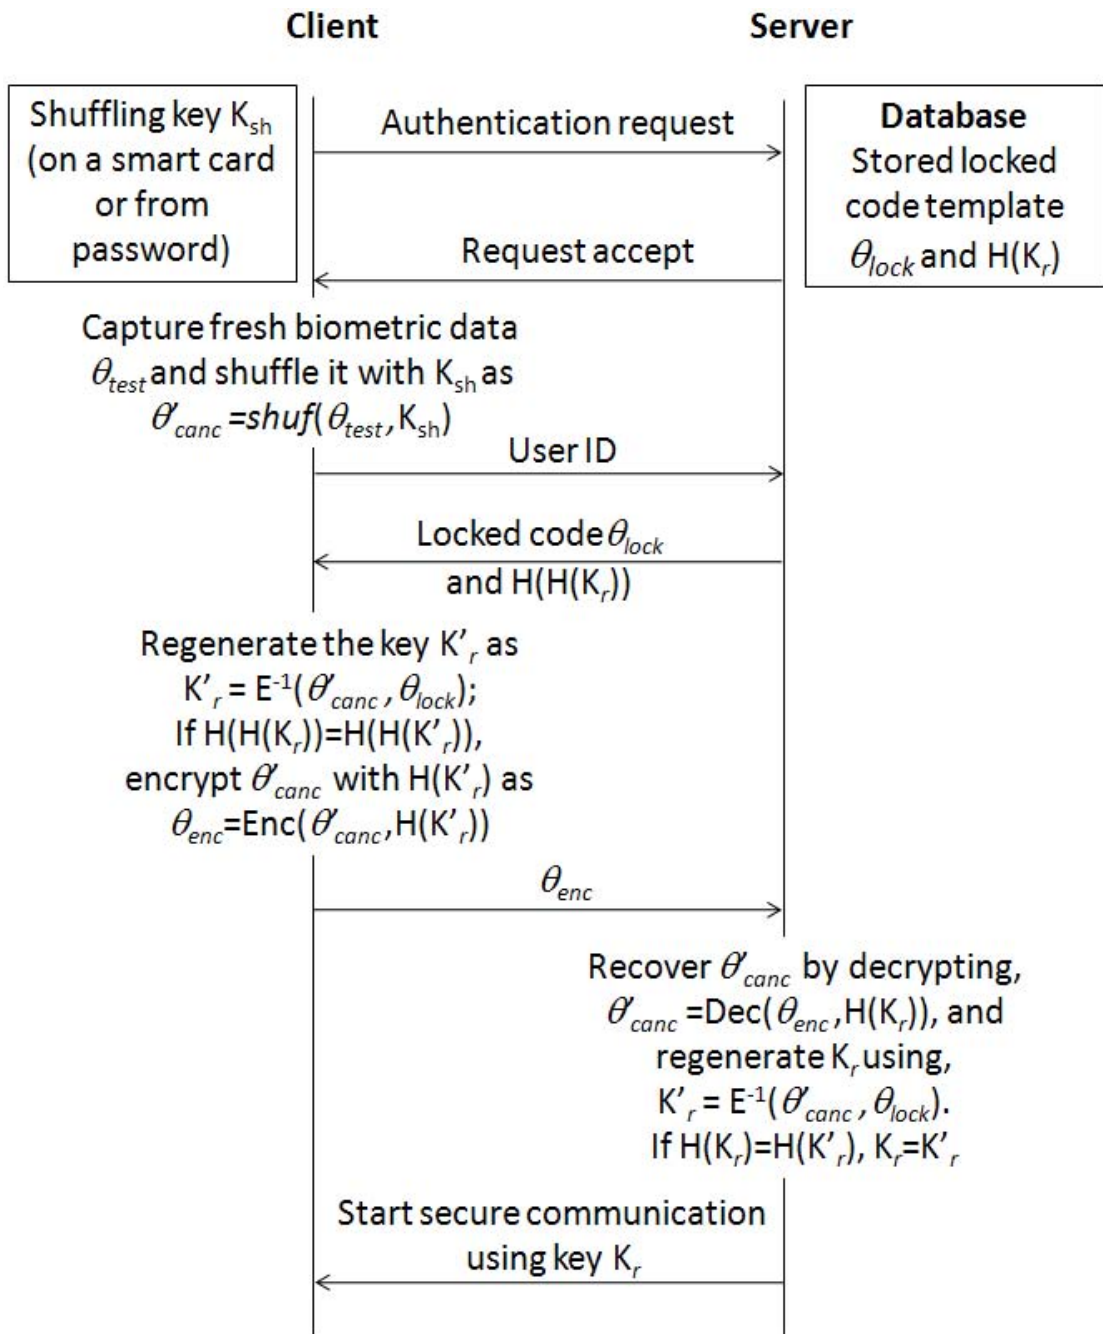 Client
Server
Shuffling key K_sh
(on a smart card
or from
password)
Authentication request
Database
Stored locked
code template
θ_lock and H(K_r)
Request accept
Capture fresh biometric data
θ_test and shuffle it with K_sh as
θ'_canc =shuf(θ_test,K_sh)
User ID
Locked code θ_lock
and H(H(K_r))
Regenerate the key K'_r as
K'_r = E⁻¹(θ'_canc, θ_lock);
If H(H(K_r))=H(H(K'_r)),
encrypt θ'_canc with H(K'_r) as
θ_enc=Enc(θ'_canc,H(K'_r))
θ_enc
Recover θ'_canc by decrypting,
θ'_canc =Dec(θ_enc,H(K_r)), and
regenerate K_r using,
K'_r = E⁻¹(θ'_canc, θ_lock).
If H(K_r)=H(K'_r), K_r=K'_r
Start secure communication
using key K_r